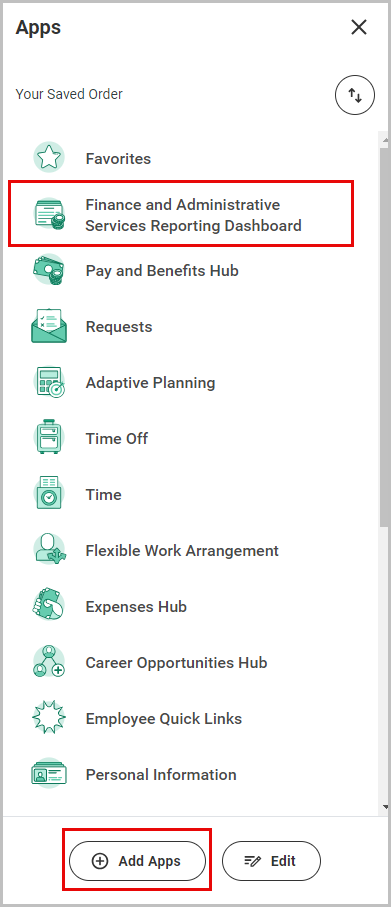 Apps
Your Saved Order
Favorites
Finance and Administrative
Services Reporting Dashboard
Pay and Benefits Hub
Requests
Adaptive Planning
Time Off
Time
Flexible Work Arrangement
Expenses Hub
Career Opportunities Hub
Employee Quick Links
Personal Information
Add Apps
Edit